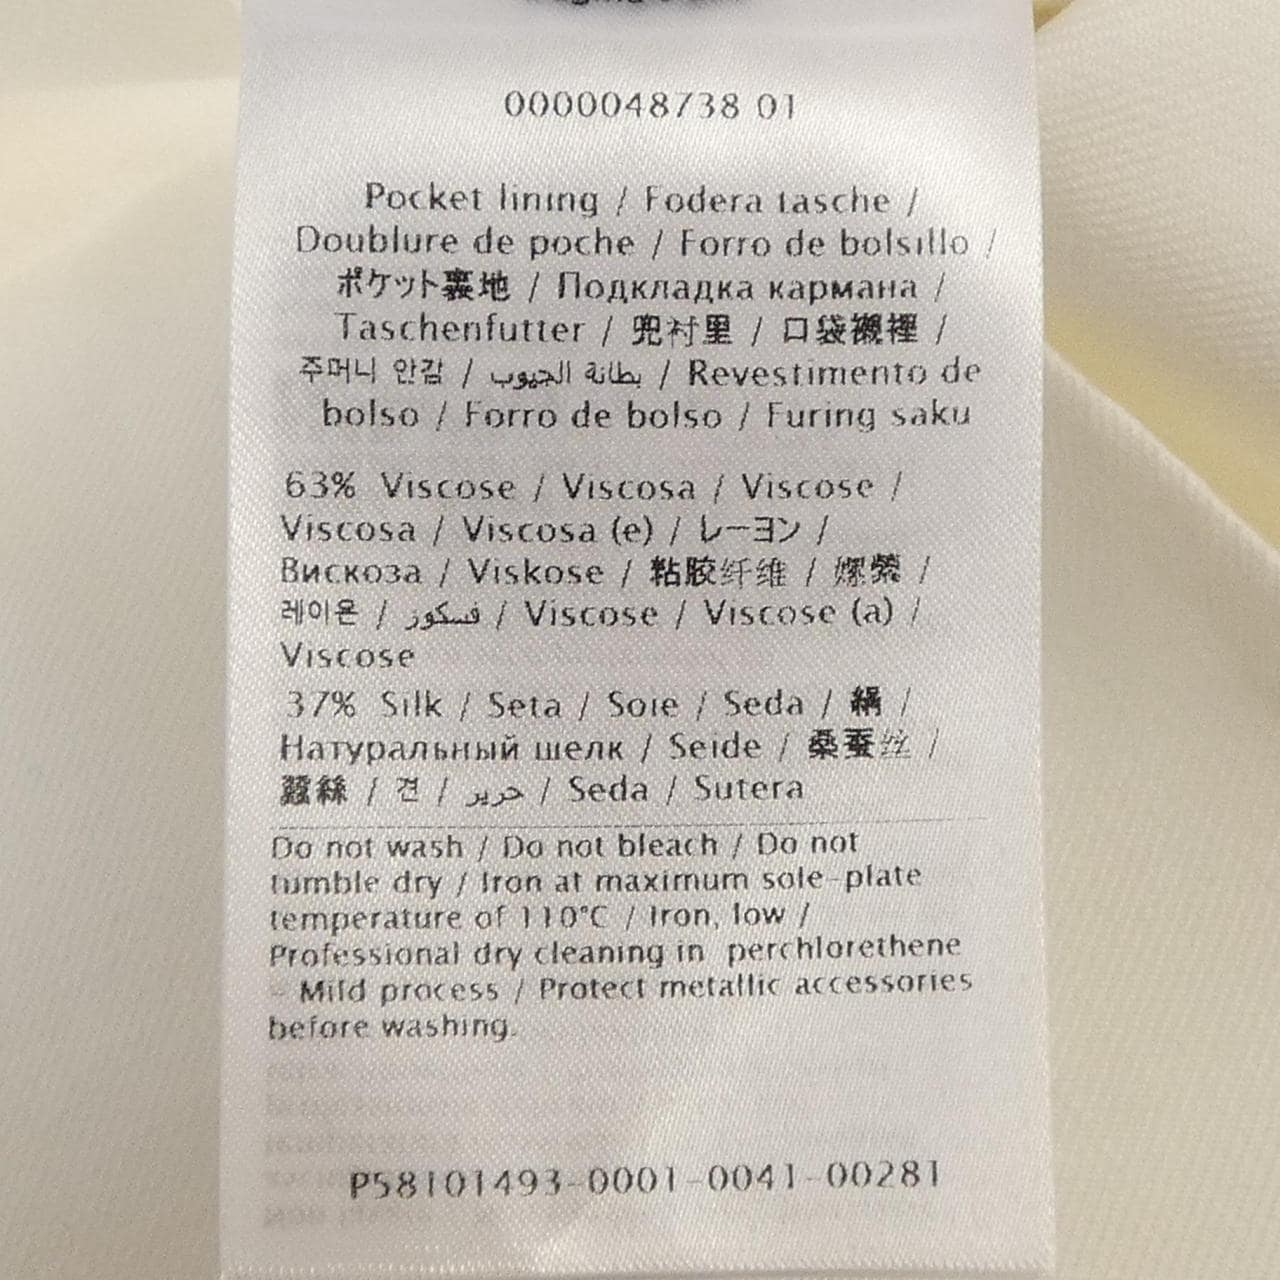 0000048738 01
Pocket lining / Fodera tasche /
Doublure de poche / Forro de bolsillo /
ポケット裏地 / Подкладка кармана /
Taschenfutter / 兜衬里 / 口袋襯裡 /
주머니 안감 / بطانة الجيوب / Revestimento de
bolso / Forro de bolso / Furing saku
63% Viscose / Viscosa / Viscose /
Viscosa / Viscosa (e) / レーヨン /
Вискоза / Viskose / 粘胶纤维 / 嫘縈 /
레이온 / فسكوز / Viscose / Viscose (a) /
Viscose
37% Silk / Seta / Soie / Seda / 絹 /
Натуральный шелк / Seide / 桑蚕丝 /
蠶絲 / 견 / حرير / Seda / Sutera
Do not wash / Do not bleach / Do not
tumble dry / Iron at maximum sole-plate
temperature of 110°C / Iron, low /
Professional dry cleaning in perchlorethene
- Mild process / Protect metallic accessories
before washing.
P58101493-0001-0041-00281